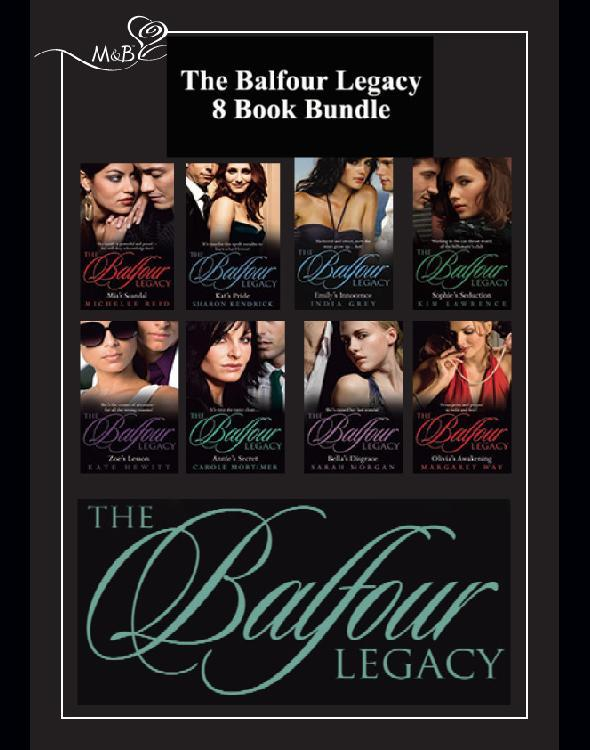 M&B
The Balfour Legacy
8 Book Bundle
THE
Balfour
LEGACY
Mia's Scandal
MICHELLE REID
THE
Balfour
LEGACY
Kat's Pride
SHARON KENDRICK
THE
Balfour
LEGACY
Emily's Innocence
INDIA GREY
THE
Balfour
LEGACY
Sophie's Seduction
KIM LAWRENCE
THE
Balfour
LEGACY
Zoe's Lesson
KATE HEWITT
THE
Balfour
LEGACY
Annie's Secret
CAROLE MORTIMER
THE
Balfour
LEGACY
Bella's Disgrace
SARAH MORGAN
THE
Balfour
LEGACY
Olivia's Awakening
MARGARET WAY
THE
Balfour
LEGACY